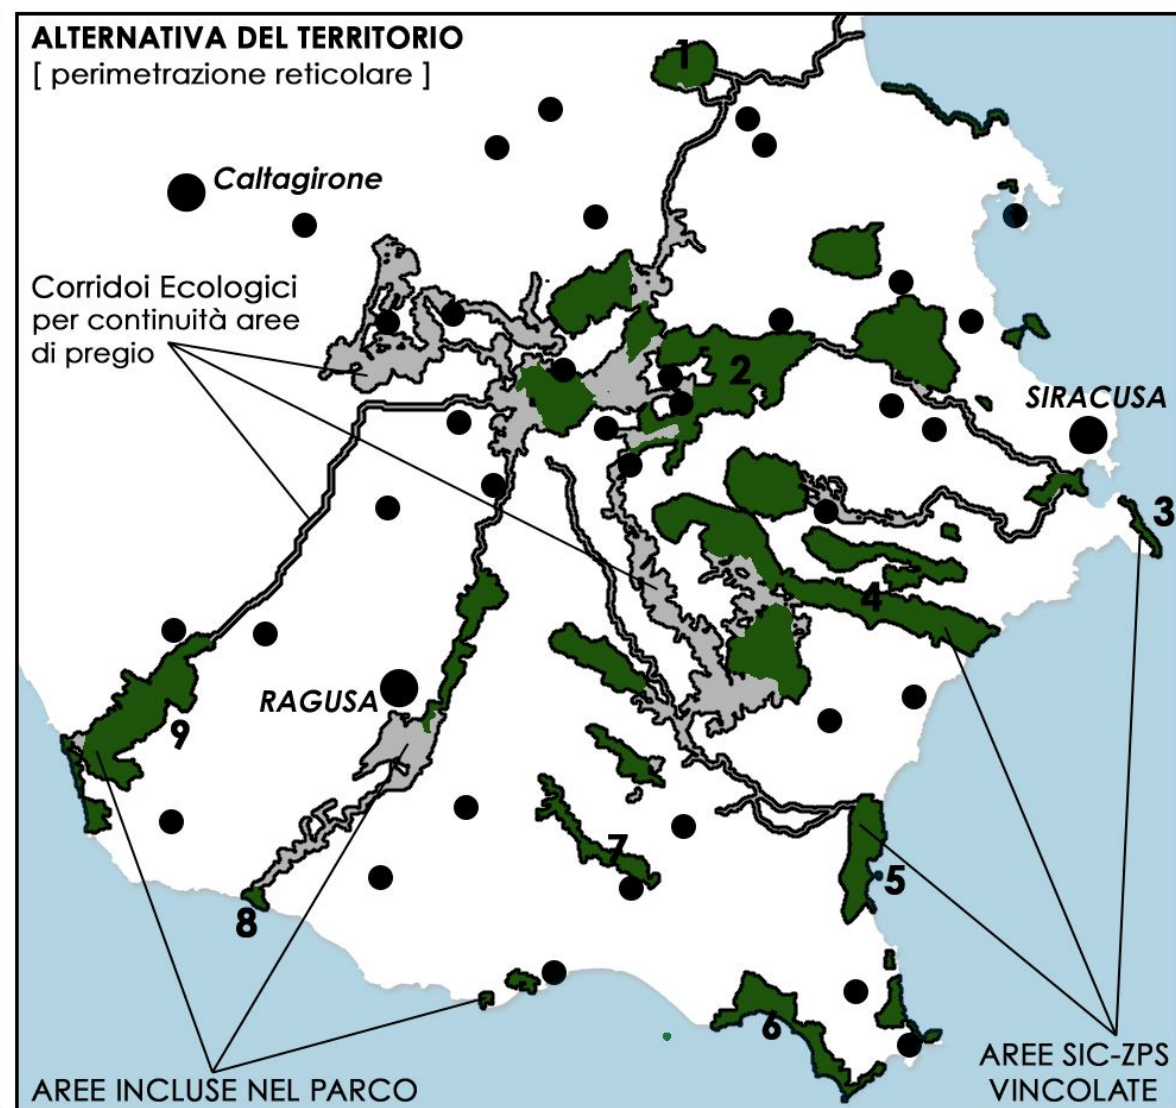 ALTERNATIVA DEL TERRITORIO
[ perimetrazione reticolare ]
1
Caltagirone
Corridoi Ecologici
per continuità aree
di pregio
2
SIRACUSA
3
4
RAGUSA
9
7
5
8
6
AREE INCLUSE NEL PARCO
AREE SIC-ZPS
VINCOLATE